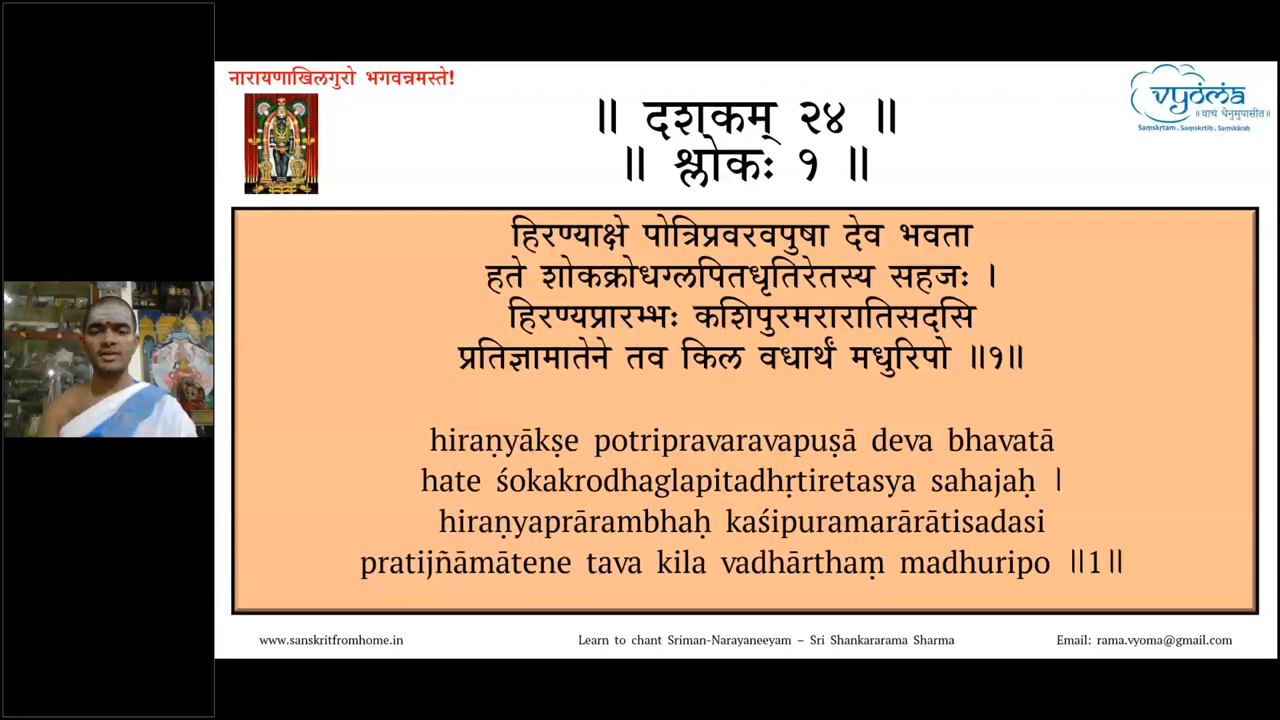 नारायणाखिलगुरो भगवन्नमस्ते!
vyoma
॥ वाचं धेनुमुपासीत॥
Saṃskṛtam . Saṃskṛtiḥ . Saṃskāraḥ
॥ दशकम् २४ ॥
॥ श्लोकः १ ॥
हिरण्याक्षे पोत्रिप्रवरवपुषा देव भवता
हते शोकक्रोधग्लपितधृतिरेतस्य सहजः ।
हिरण्यप्रारम्भः कशिपुरमरारातिसदसि
प्रतिज्ञामातेने तव किल वधार्थं मधुरिपो ॥१॥
hiraṇyākṣe potripravaravapuṣā deva bhavatā
hate śokakrodhaglapitadhṛtiretasya sahajaḥ ।
hiraṇyaprārambhaḥ kaśipuramarārātisadasi
pratijñāmātene tava kila vadhārthaṃ madhuripo ॥1॥
www.sanskritfromhome.in
Learn to chant Sriman-Narayaneeyam – Sri Shankararama Sharma
Email: rama.vyoma@gmail.com